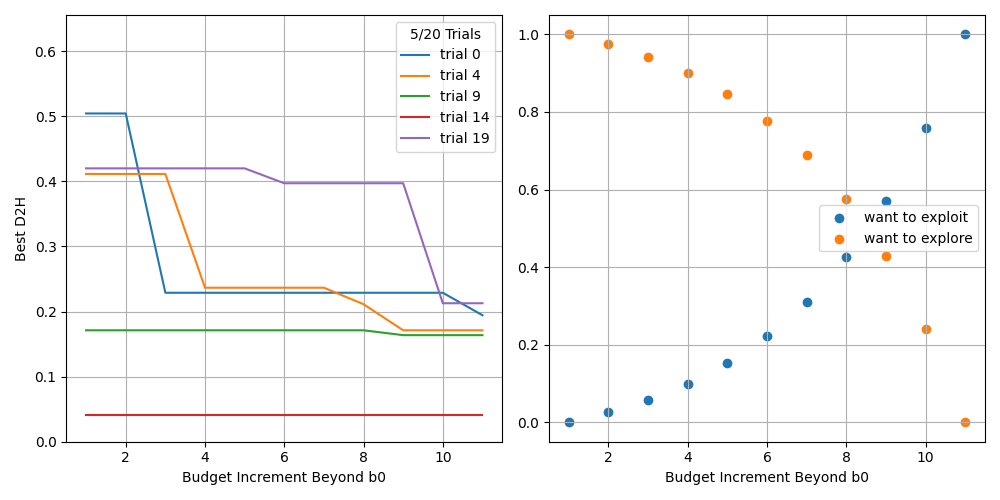 5/20 Trials
trial 0
trial 4
trial 9
trial 14
trial 19
0.6
0.5
0.4
0.3
0.2
0.1
0.0
Best D2H
2 4 6 8 10
Budget Increment Beyond b0
1.0
0.8
0.6
0.4
0.2
0.0
want to exploit
want to explore
2 4 6 8 10
Budget Increment Beyond b0